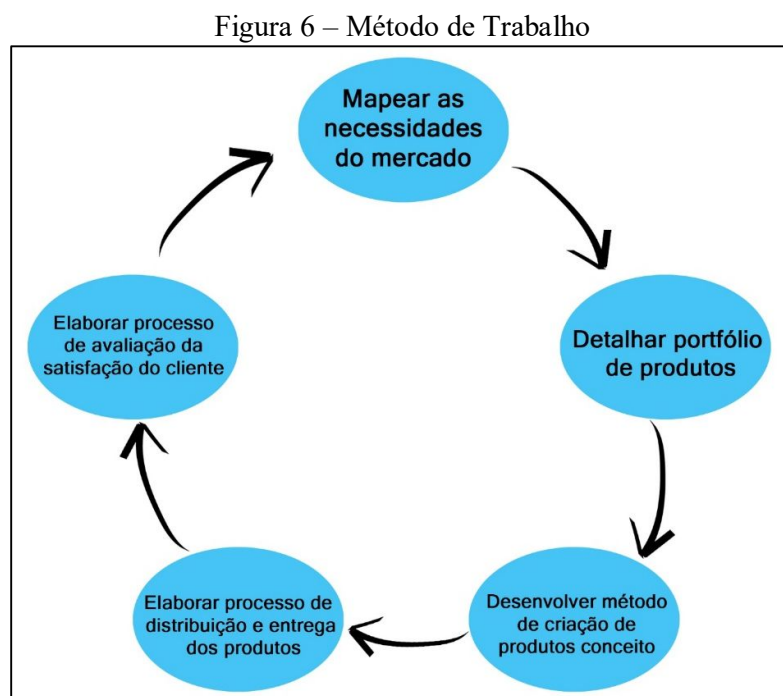 Figura 6 – Método de Trabalho
Mapear as
necessidades
do mercado
Detalhar portfólio
de produtos
Desenvolver método
de criação de
produtos conceito
Elaborar processo de
distribuição e entrega
dos produtos
Elaborar processo
de avaliação da
satisfação do cliente